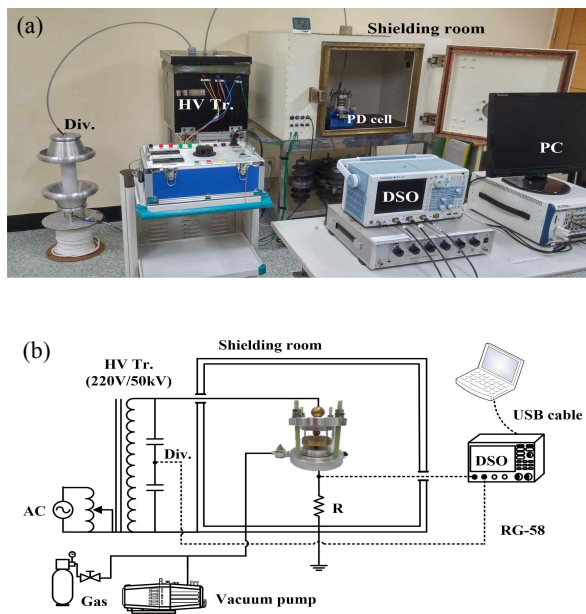 (a)
Shielding room
HV Tr.
Div.
PD cell
PC
DSO
(b)
Shielding room
HV Tr.
(220V/50kV)
USB cable
Div.
DSO
AC
R
RG-58
Gas
Vacuum pump